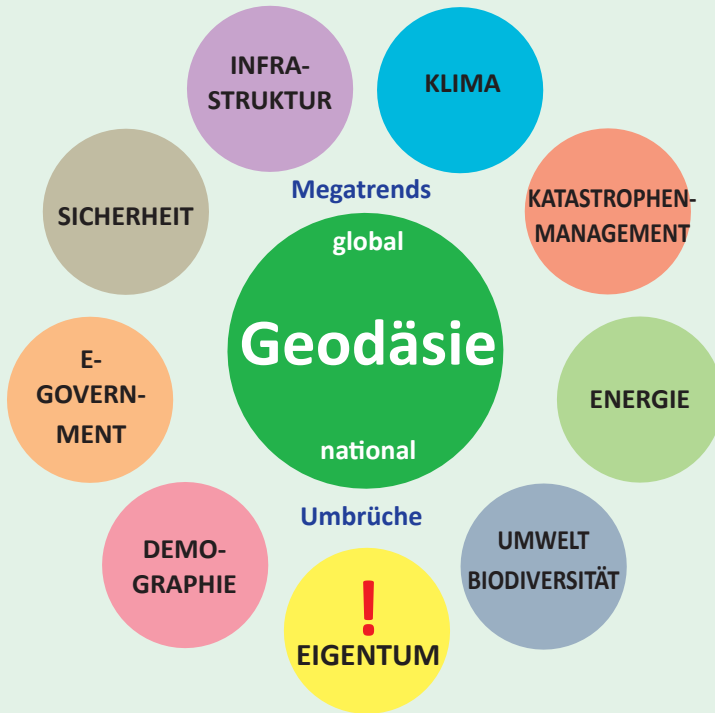 INFRA-
STRUKTUR
KLIMA
SICHERHEIT
Megatrends
KATASTROPHEN-
MANAGEMENT
global
Geodäsie
national
E-
GOVERN-
MENT
ENERGIE
Umbrüche
DEMO-
GRAPHIE
UMWELT
BIODIVERSITÄT
!
EIGENTUM